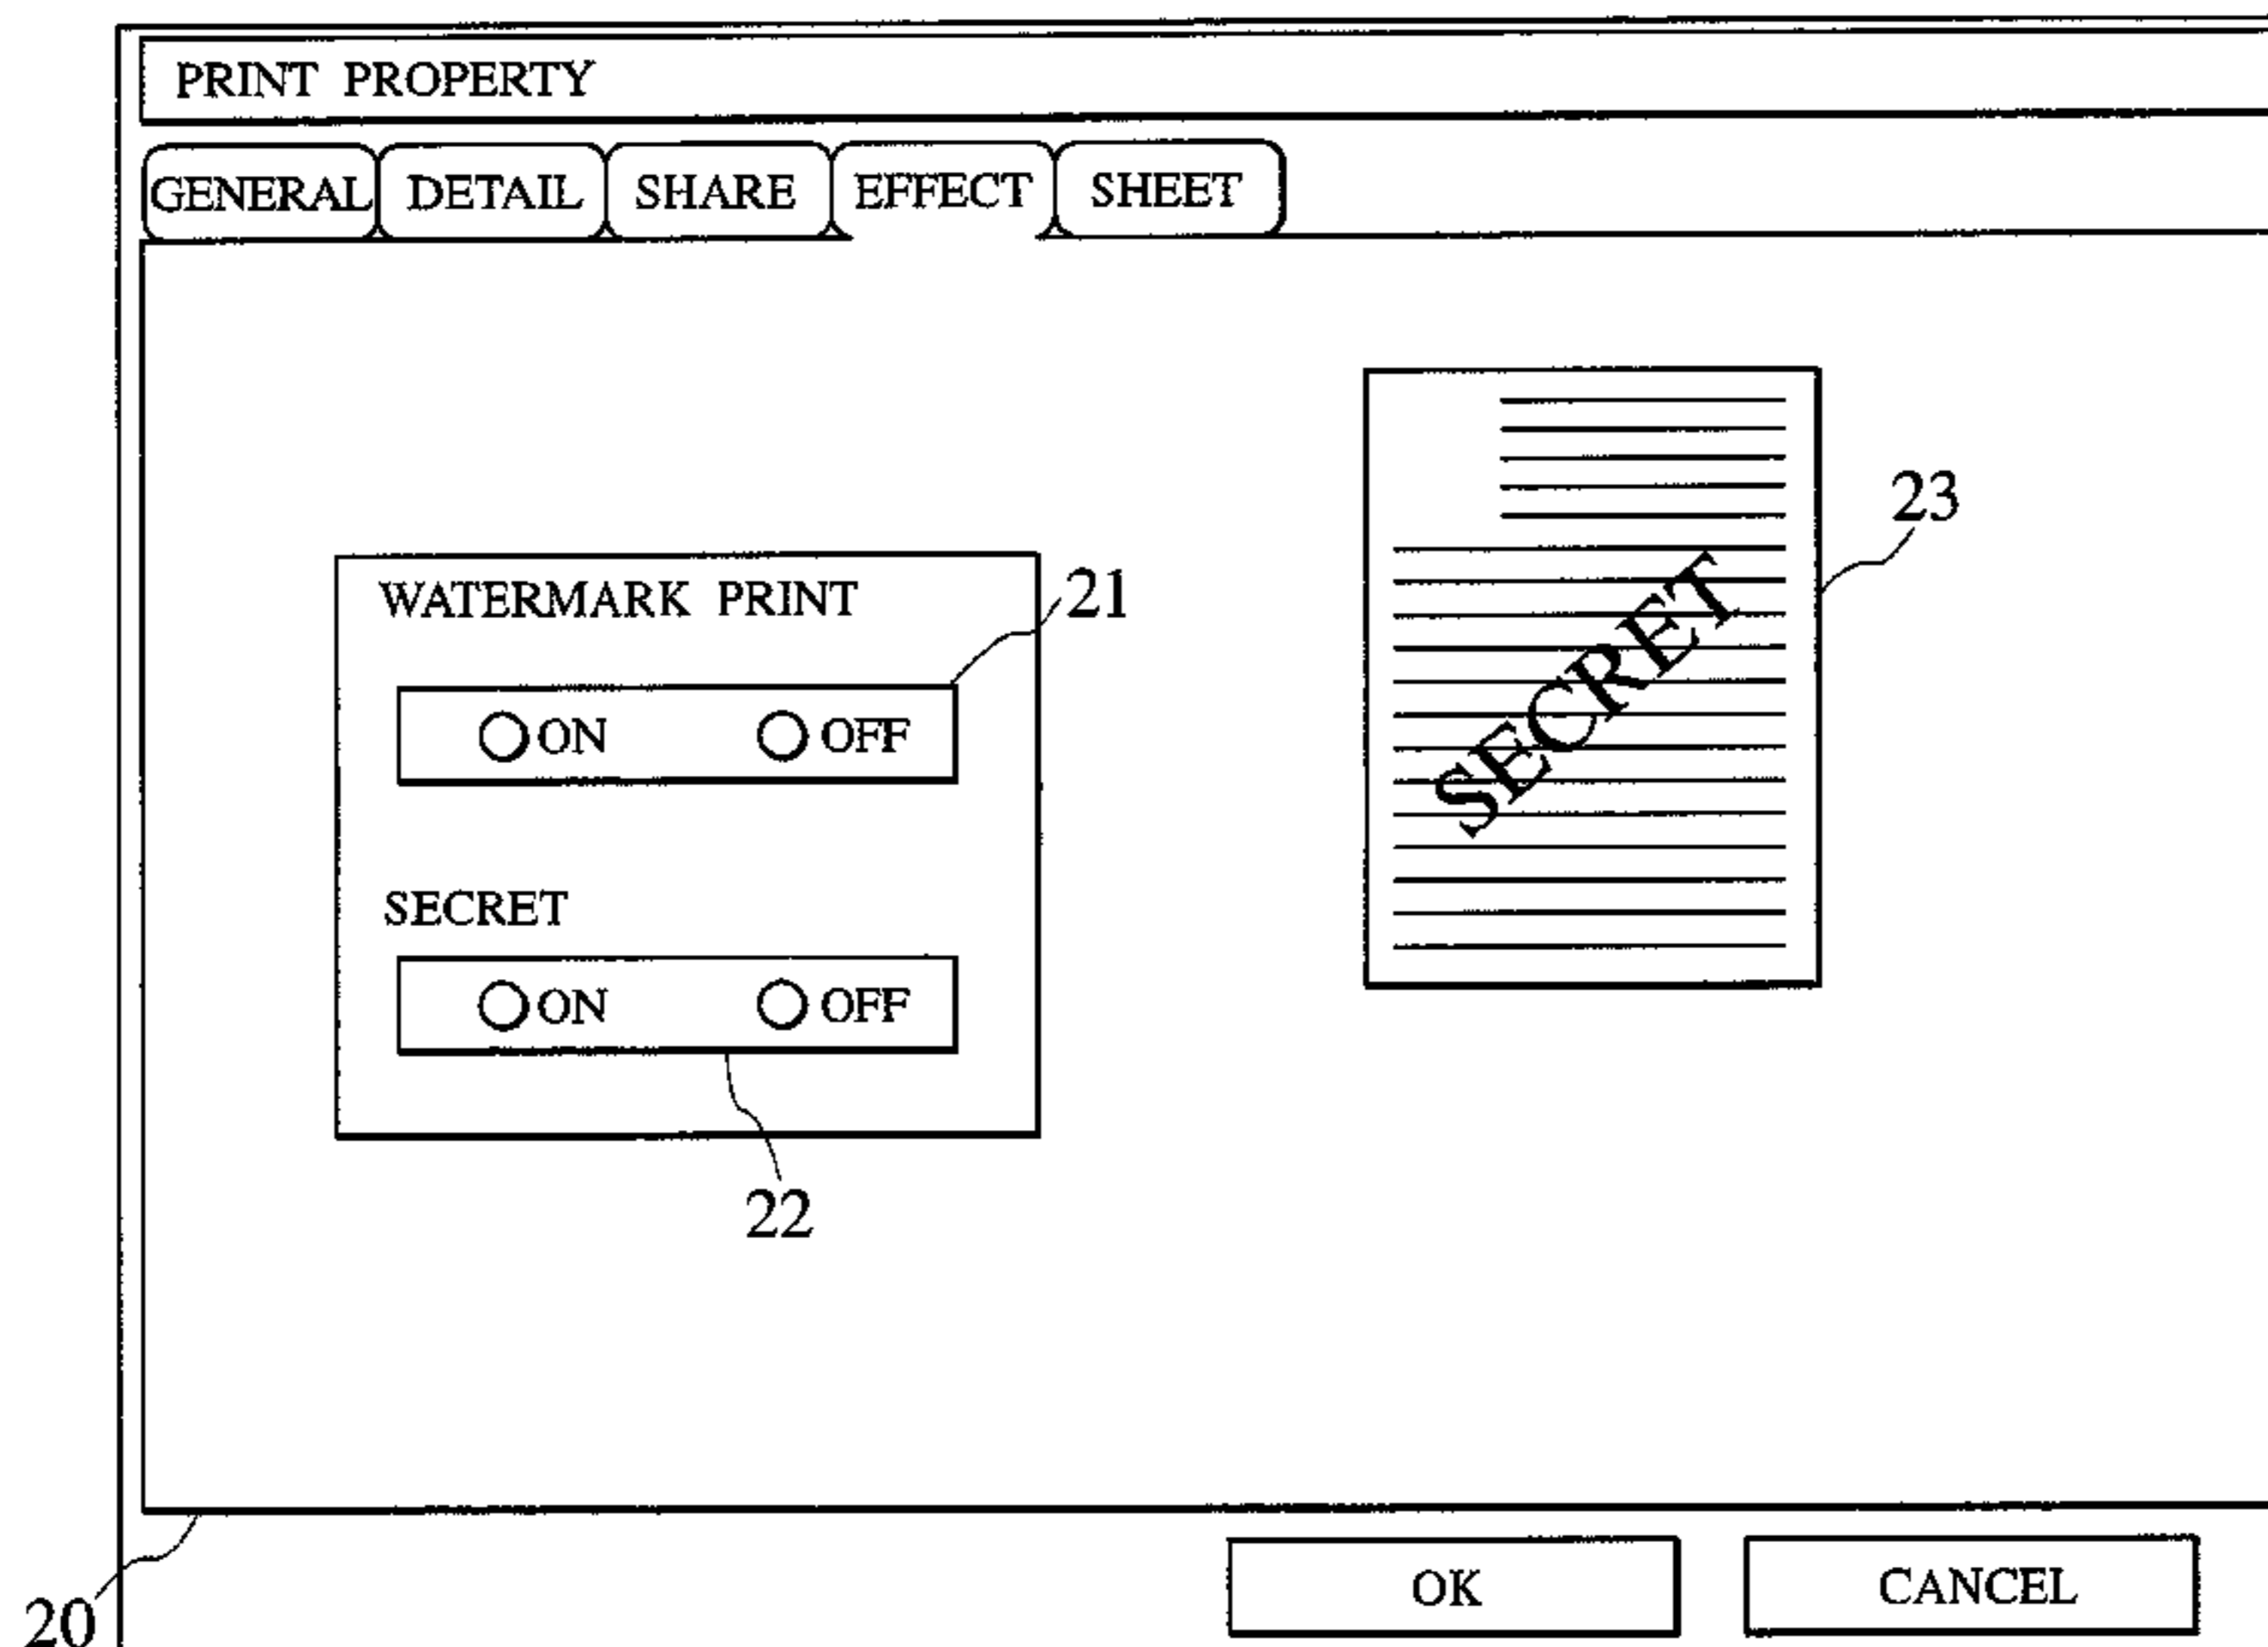 PRINT PROPERTY
GENERAL DETAIL SHARE EFFECT SHEET
23
WATERMARK PRINT
21
ON OFF
SECRET
SECRET
ON OFF
22
20
OK CANCEL